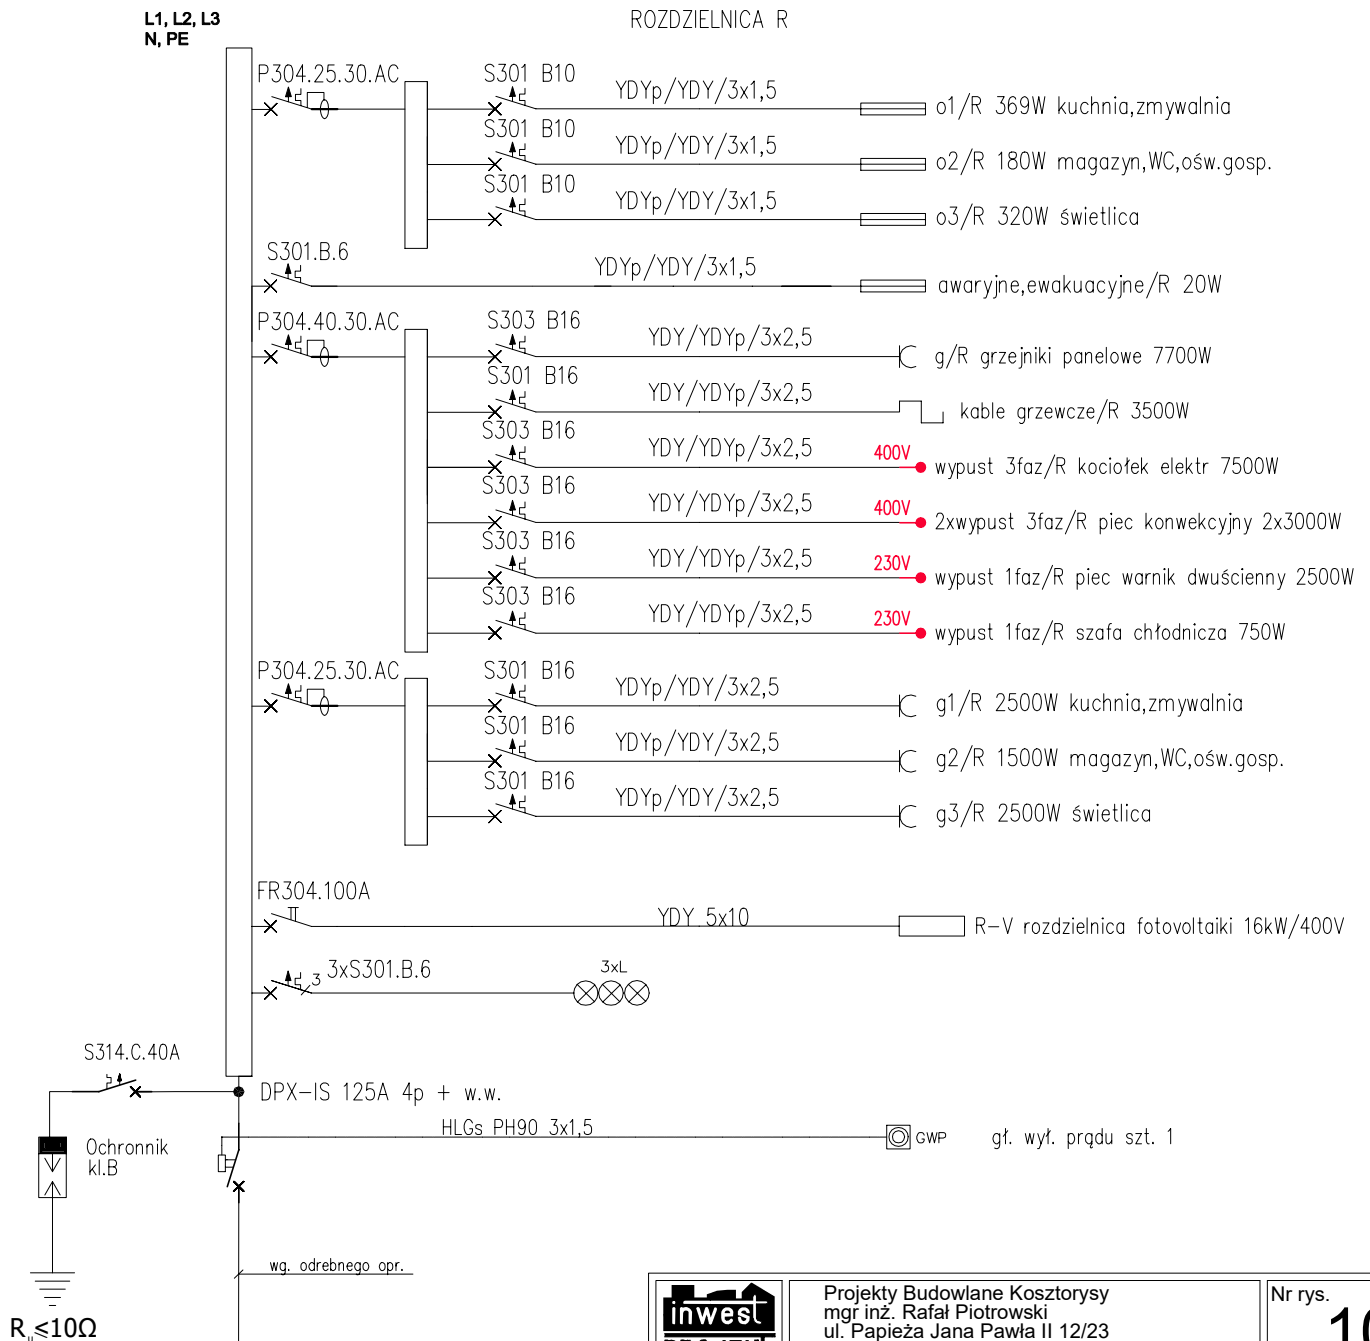 L1, L2, L3
N, PE
ROZDZIELNICA R
P304.25.30.AC
S301 B10
YDYp/YDY/3x1,5
o1/R 369W kuchnia,zmywalnia
S301 B10
YDYp/YDY/3x1,5
o2/R 180W magazyn,WC,ośw.gosp.
S301 B10
YDYp/YDY/3x1,5
o3/R 320W świetlica
S301.B.6
YDYp/YDY/3x1,5
awaryjne,ewakuacyjne/R 20W
P304.40.30.AC
S303 B16
YDY/YDYp/3x2,5
g/R grzejniki panelowe 7700W
S301 B16
YDY/YDYp/3x2,5
kable grzewcze/R 3500W
S303 B16
YDY/YDYp/3x2,5
400V
wypust 3faz/R kociołek elektr 7500W
S303 B16
YDY/YDYp/3x2,5
400V
2xwypust 3faz/R piec konwekcyjny 2x3000W
S303 B16
YDY/YDYp/3x2,5
230V
wypust 1faz/R piec warnik dwuścienny 2500W
S303 B16
YDY/YDYp/3x2,5
230V
wypust 1faz/R szafa chłodnicza 750W
P304.25.30.AC
S301 B16
YDYp/YDY/3x2,5
g1/R 2500W kuchnia,zmywalnia
S301 B16
YDYp/YDY/3x2,5
g2/R 1500W magazyn,WC,ośw.gosp.
S301 B16
YDYp/YDY/3x2,5
g3/R 2500W świetlica
FR304.100A
YDY 5x10
R-V rozdzielnica fotovoltaiki 16kW/400V
3
3xS301.B.6
3xL
S314.C.40A
DPX-IS 125A 4p + w.w.
HLGs PH90 3x1,5
GWP
gł. wył. prądu szt. 1
Ochronnik
kl.B
wg. odrebnego opr.
R ≤10Ω
inwest
Projekty Budowlane Kosztorysy
mgr inż. Rafał Piotrowski
ul. Papieża Jana Pawła II 12/23
Nr rys.